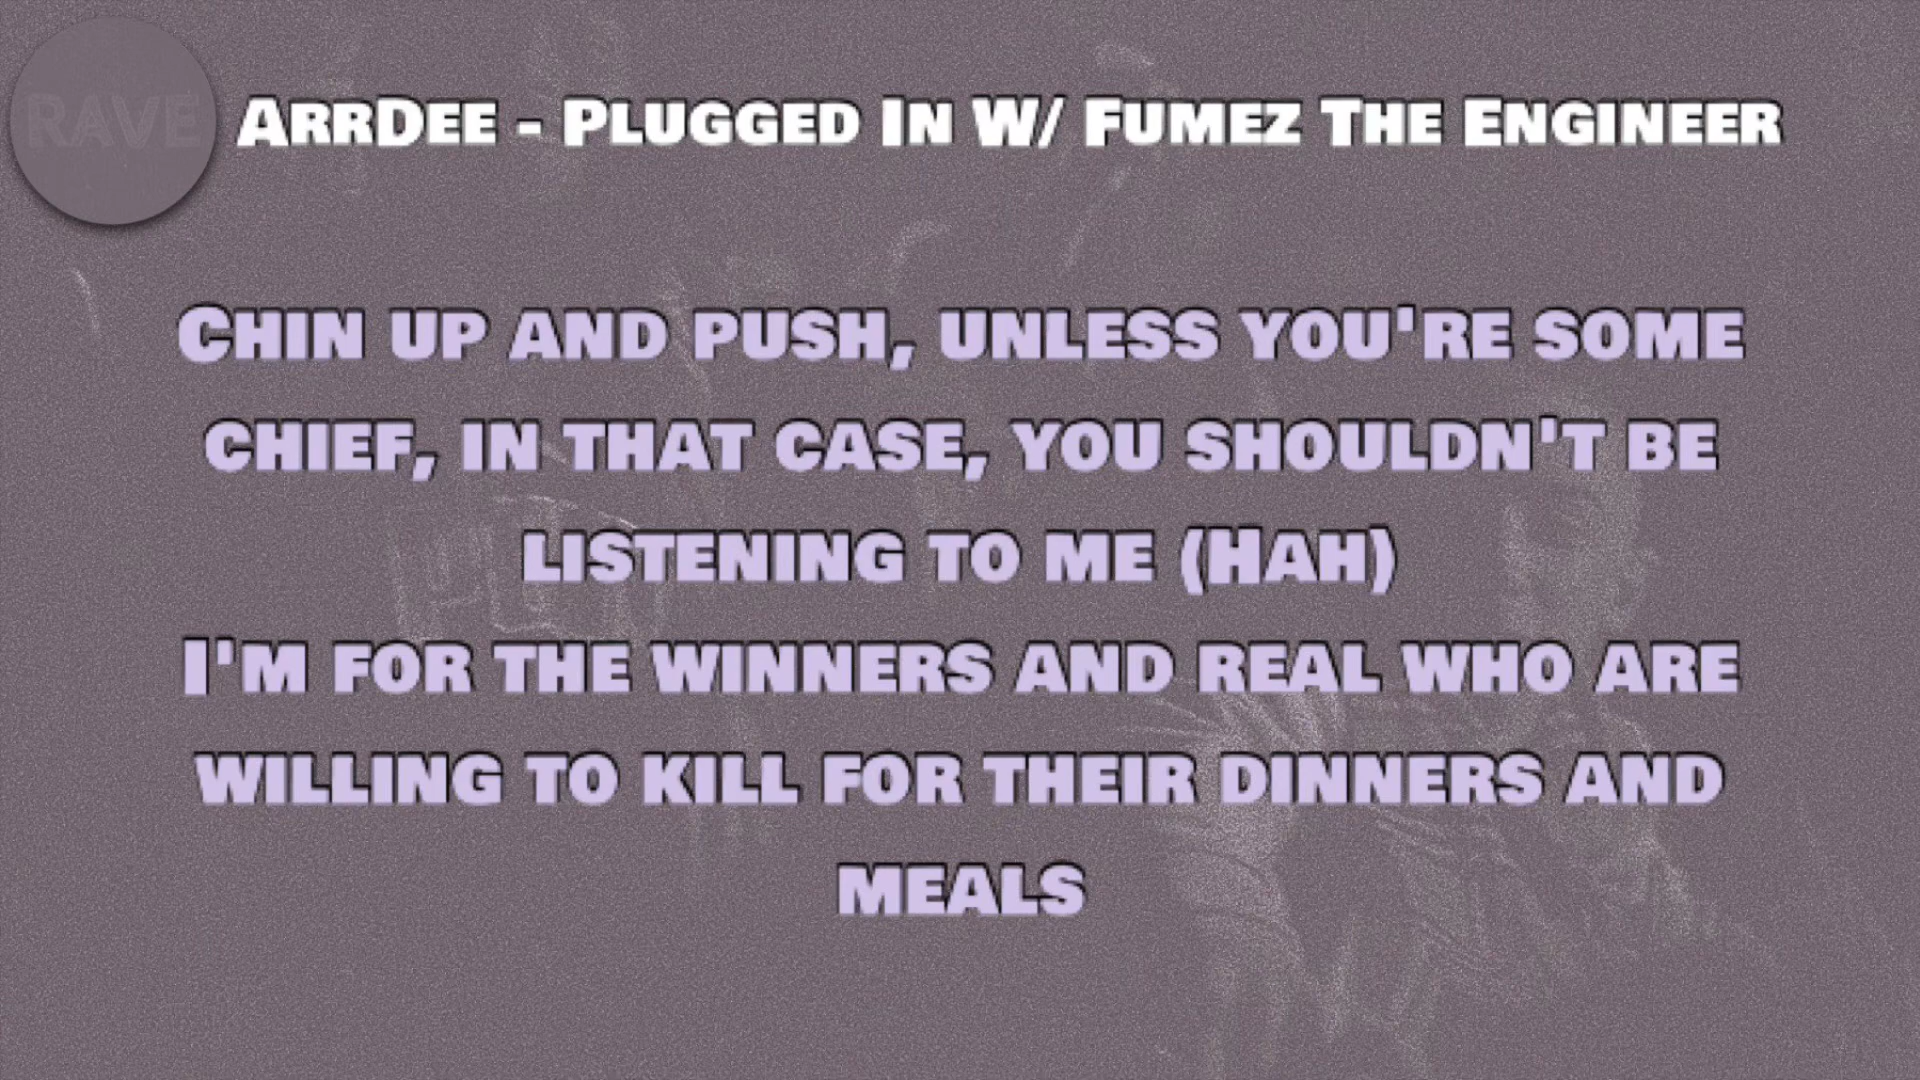 RAVE
ArrDee - Plugged In W/ Fumez The Engineer
Chin up and push, unless you're some
chief, in that case, you shouldn't be
listening to me (Hah)
I'm for the winners and real who are
willing to kill for their dinners and
meals